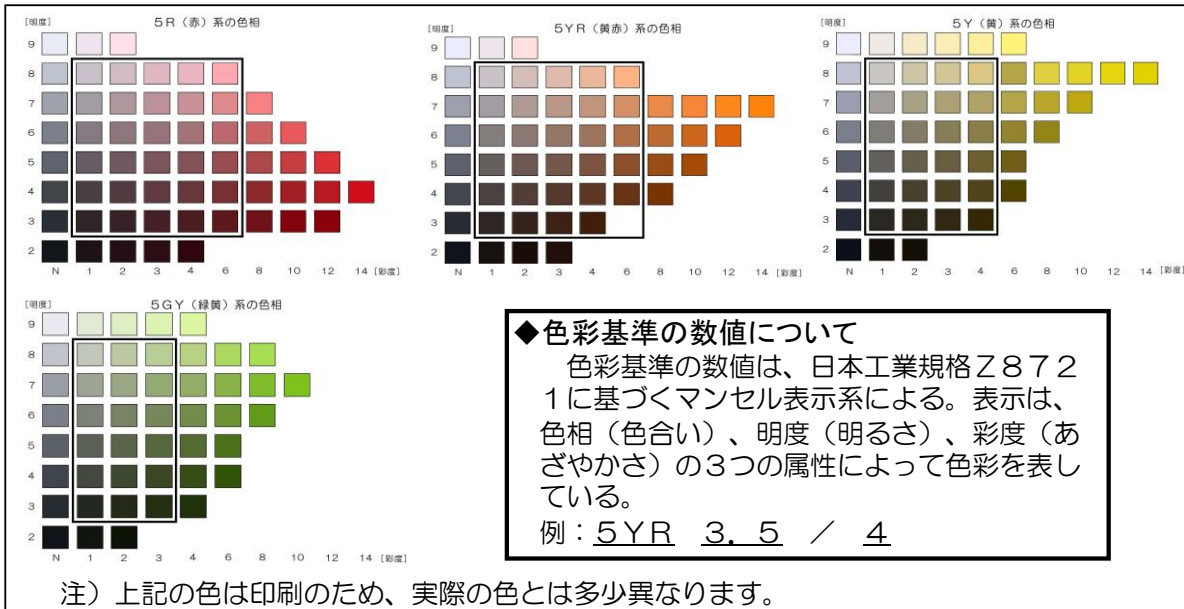 [明度] 5R（赤）系の色相
9
8
7
6
5
4
3
2
N 1 2 3 4 6 8 10 12 14 [彩度]
[明度] 5YR（黄赤）系の色相
9
8
7
6
5
4
3
2
N 1 2 3 4 6 8 10 12 14 [彩度]
[明度] 5Y（黄）系の色相
9
8
7
6
5
4
3
2
N 1 2 3 4 6 8 10 12 14 [彩度]
[明度] 5GY（緑黄）系の色相
9
8
7
6
5
4
3
2
N 1 2 3 4 6 8 10 12 14 [彩度]
◆色彩基準の数値について
色彩基準の数値は、日本工業規格Ｚ８７２
１に基づくマンセル表示系による。表示は、
色相（色合い）、明度（明るさ）、彩度（あ
ざやかさ）の３つの属性によって色彩を表し
ている。
例：５ＹＲ ３．５ ／ ４
注）上記の色は印刷のため、実際の色とは多少異なります。